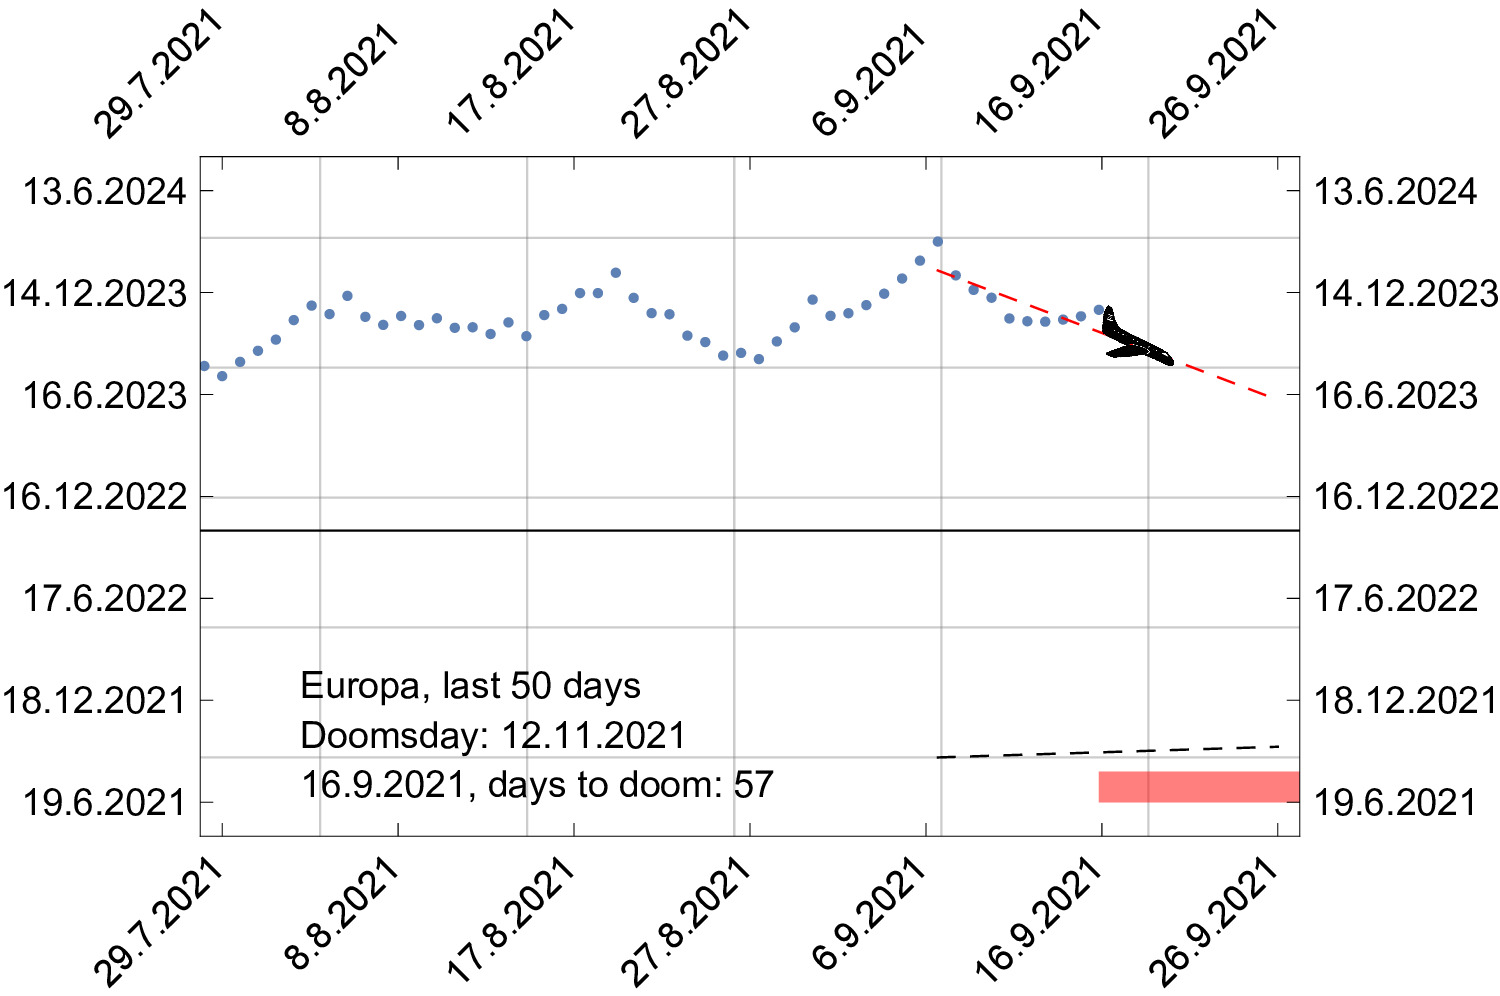 29.7.2021 8.8.2021 17.8.2021 27.8.2021 6.9.2021 16.9.2021 26.9.2021
13.6.2024 13.6.2024
14.12.2023 14.12.2023
16.6.2023 16.6.2023
16.12.2022 16.12.2022
17.6.2022 17.6.2022
Europa, last 50 days
18.12.2021 18.12.2021
Doomsday: 12.11.2021
16.9.2021, days to doom: 57
19.6.2021 19.6.2021
29.7.2021 8.8.2021 17.8.2021 27.8.2021 6.9.2021 16.9.2021 26.9.2021